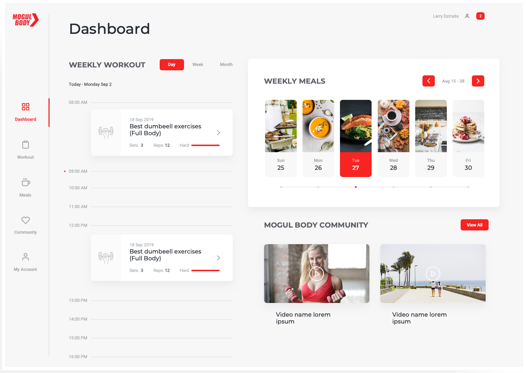 MOGUL
BODY
Dashboard
Larry Estrada
3
WEEKLY WORKOUT
Day
Week
Month
Today - Monday Sep 2
08:00 AM
18 Sep 2019
Best dumbeell exercises
(Full Body)
Sets 3
Reps 12
Hard
09:00 AM
10:00 AM
11:00 AM
12:00 PM
18 Sep 2019
Best dumbeell exercises
(Full Body)
Sets 3
Reps 12
Hard
13:00 PM
14:00 PM
15:00 PM
16:00 PM
Dashboard
Workout
Meals
Community
My Account
WEEKLY MEALS
Aug 15 - 28
Sun
25
Mon
26
Tue
27
Wed
28
Thu
29
Fri
30
MOGUL BODY COMMUNITY
View All
Video name lorem
ipsum
Video name lorem
ipsum